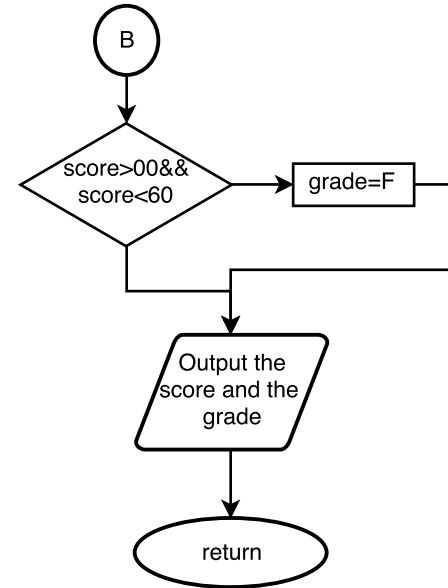 B
score>00&&
score<60
grade=F
Output the
score and the
grade
return